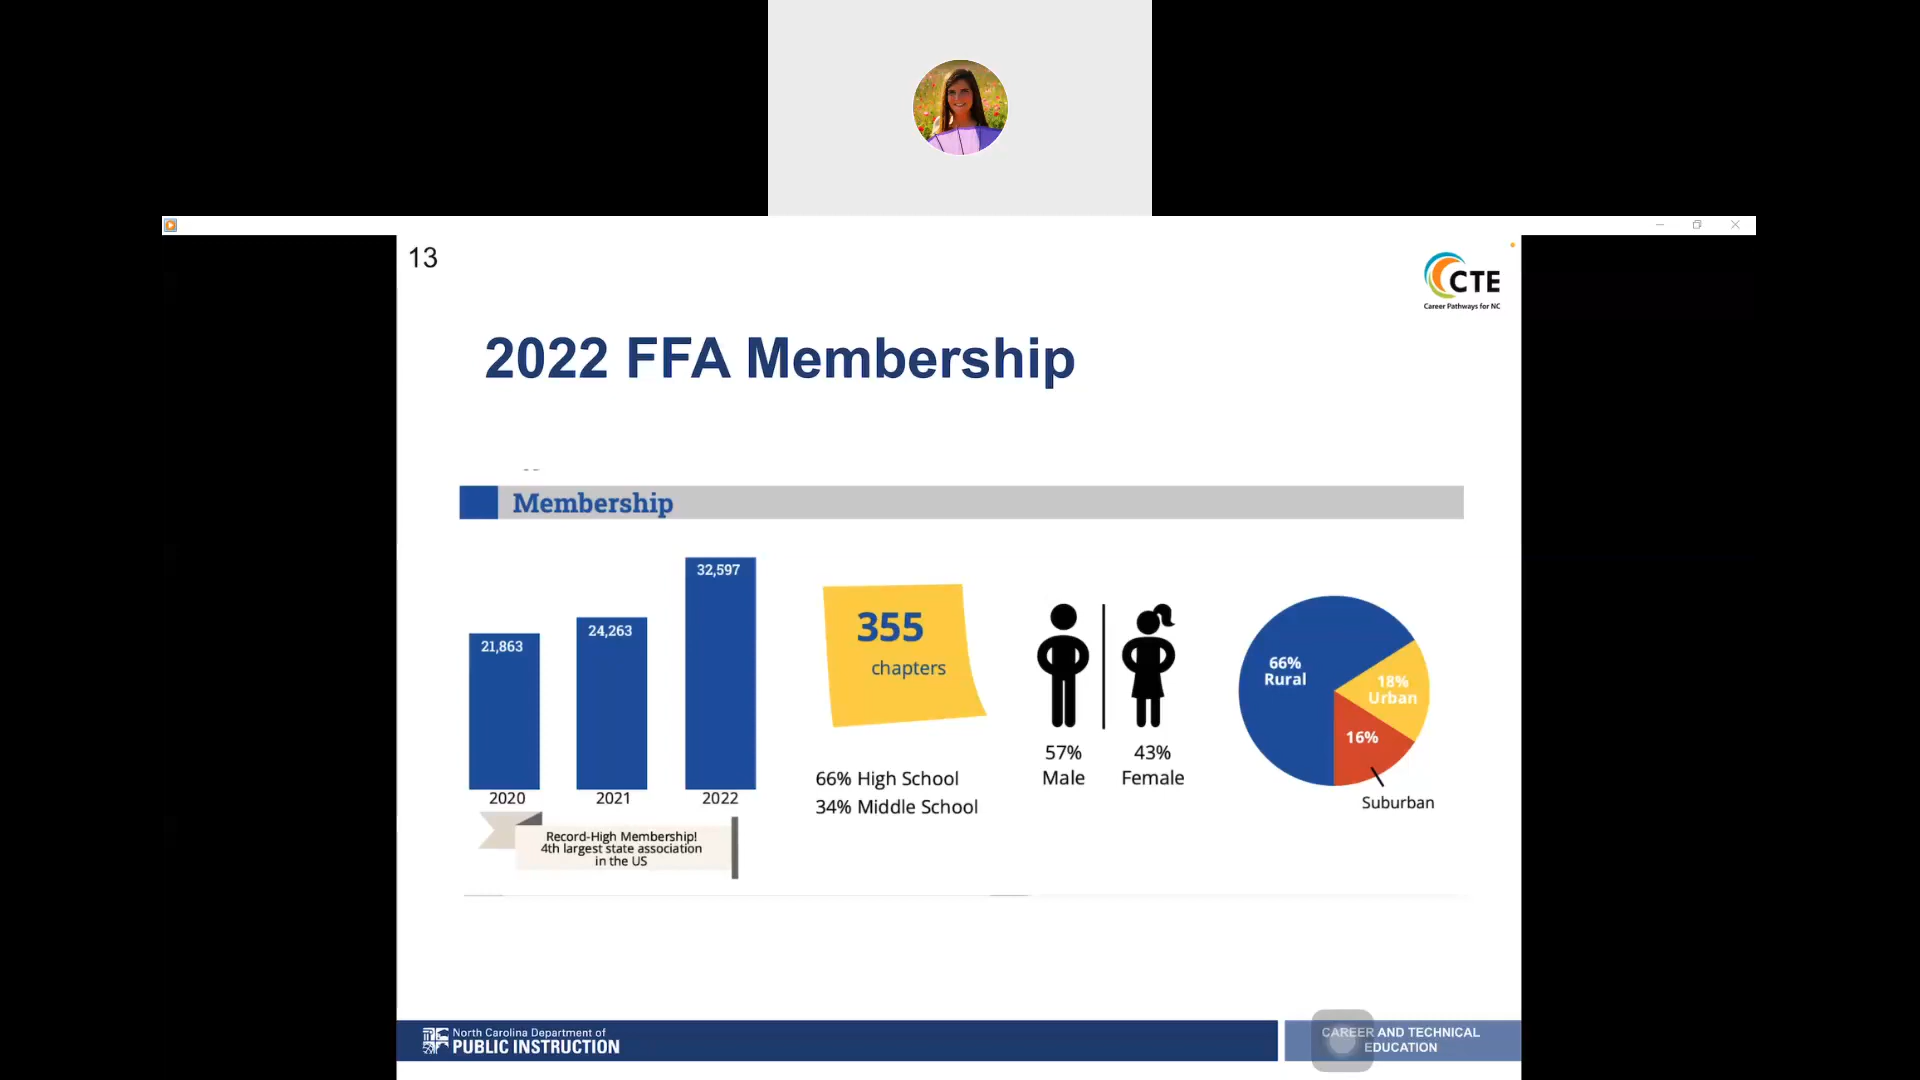 13
CTE
Career Pathways for NC
2022 FFA Membership
Membership
32,597
24,263
21,863
2020
2021
2022
Record-High Membership!
4th largest state association
in the US
355
chapters
66% High School
34% Middle School
57%
Male
43%
Female
66%
Rural
18%
Urban
16%
Suburban
North Carolina Department of
PUBLIC INSTRUCTION
CAREER AND TECHNICAL
EDUCATION